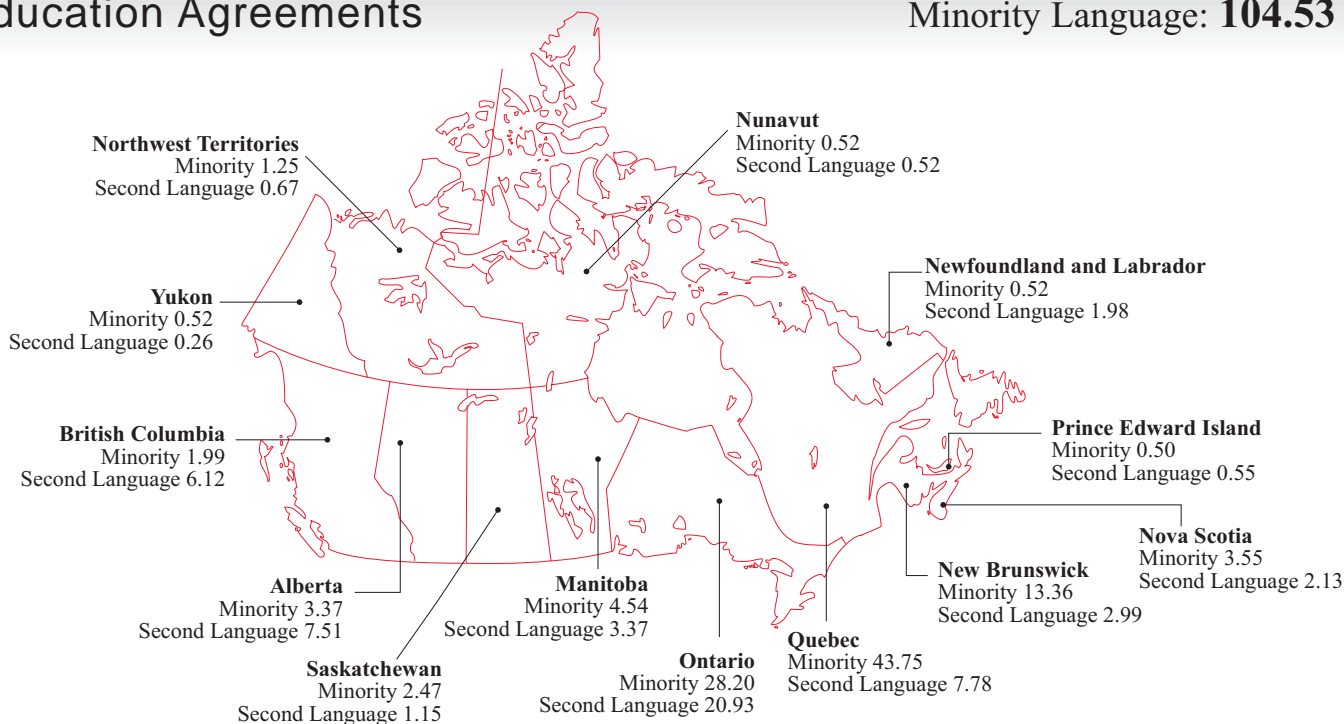 ducation Agreements
Minority Language: 104.53
Nunavut
Minority 0.52
Second Language 0.52
Northwest Territories
Minority 1.25
Second Language 0.67
Newfoundland and Labrador
Minority 0.52
Second Language 1.98
Yukon
Minority 0.52
Second Language 0.26
British Columbia
Minority 1.99
Second Language 6.12
Prince Edward Island
Minority 0.50
Second Language 0.55
Nova Scotia
Minority 3.55
Second Language 2.13
New Brunswick
Minority 13.36
Second Language 2.99
Alberta
Minority 3.37
Second Language 7.51
Manitoba
Minority 4.54
Second Language 3.37
Quebec
Minority 43.75
Second Language 7.78
Ontario
Minority 28.20
Second Language 20.93
Saskatchewan
Minority 2.47
Second Language 1.15